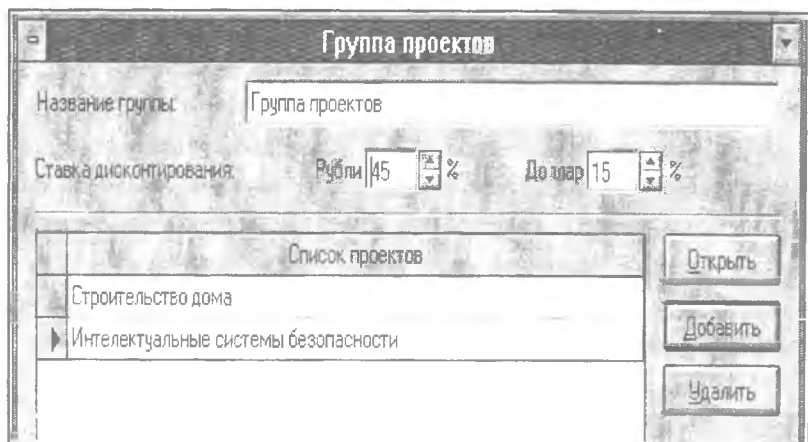 Группа проектов
Название группы: Группа проектов
Ставка дисконтирования: Рубли 45 % Доллар 15 %
Список проектов
Открыть
Строительство дома
Добавить
Интелектуальные системы безопасности
Удалить